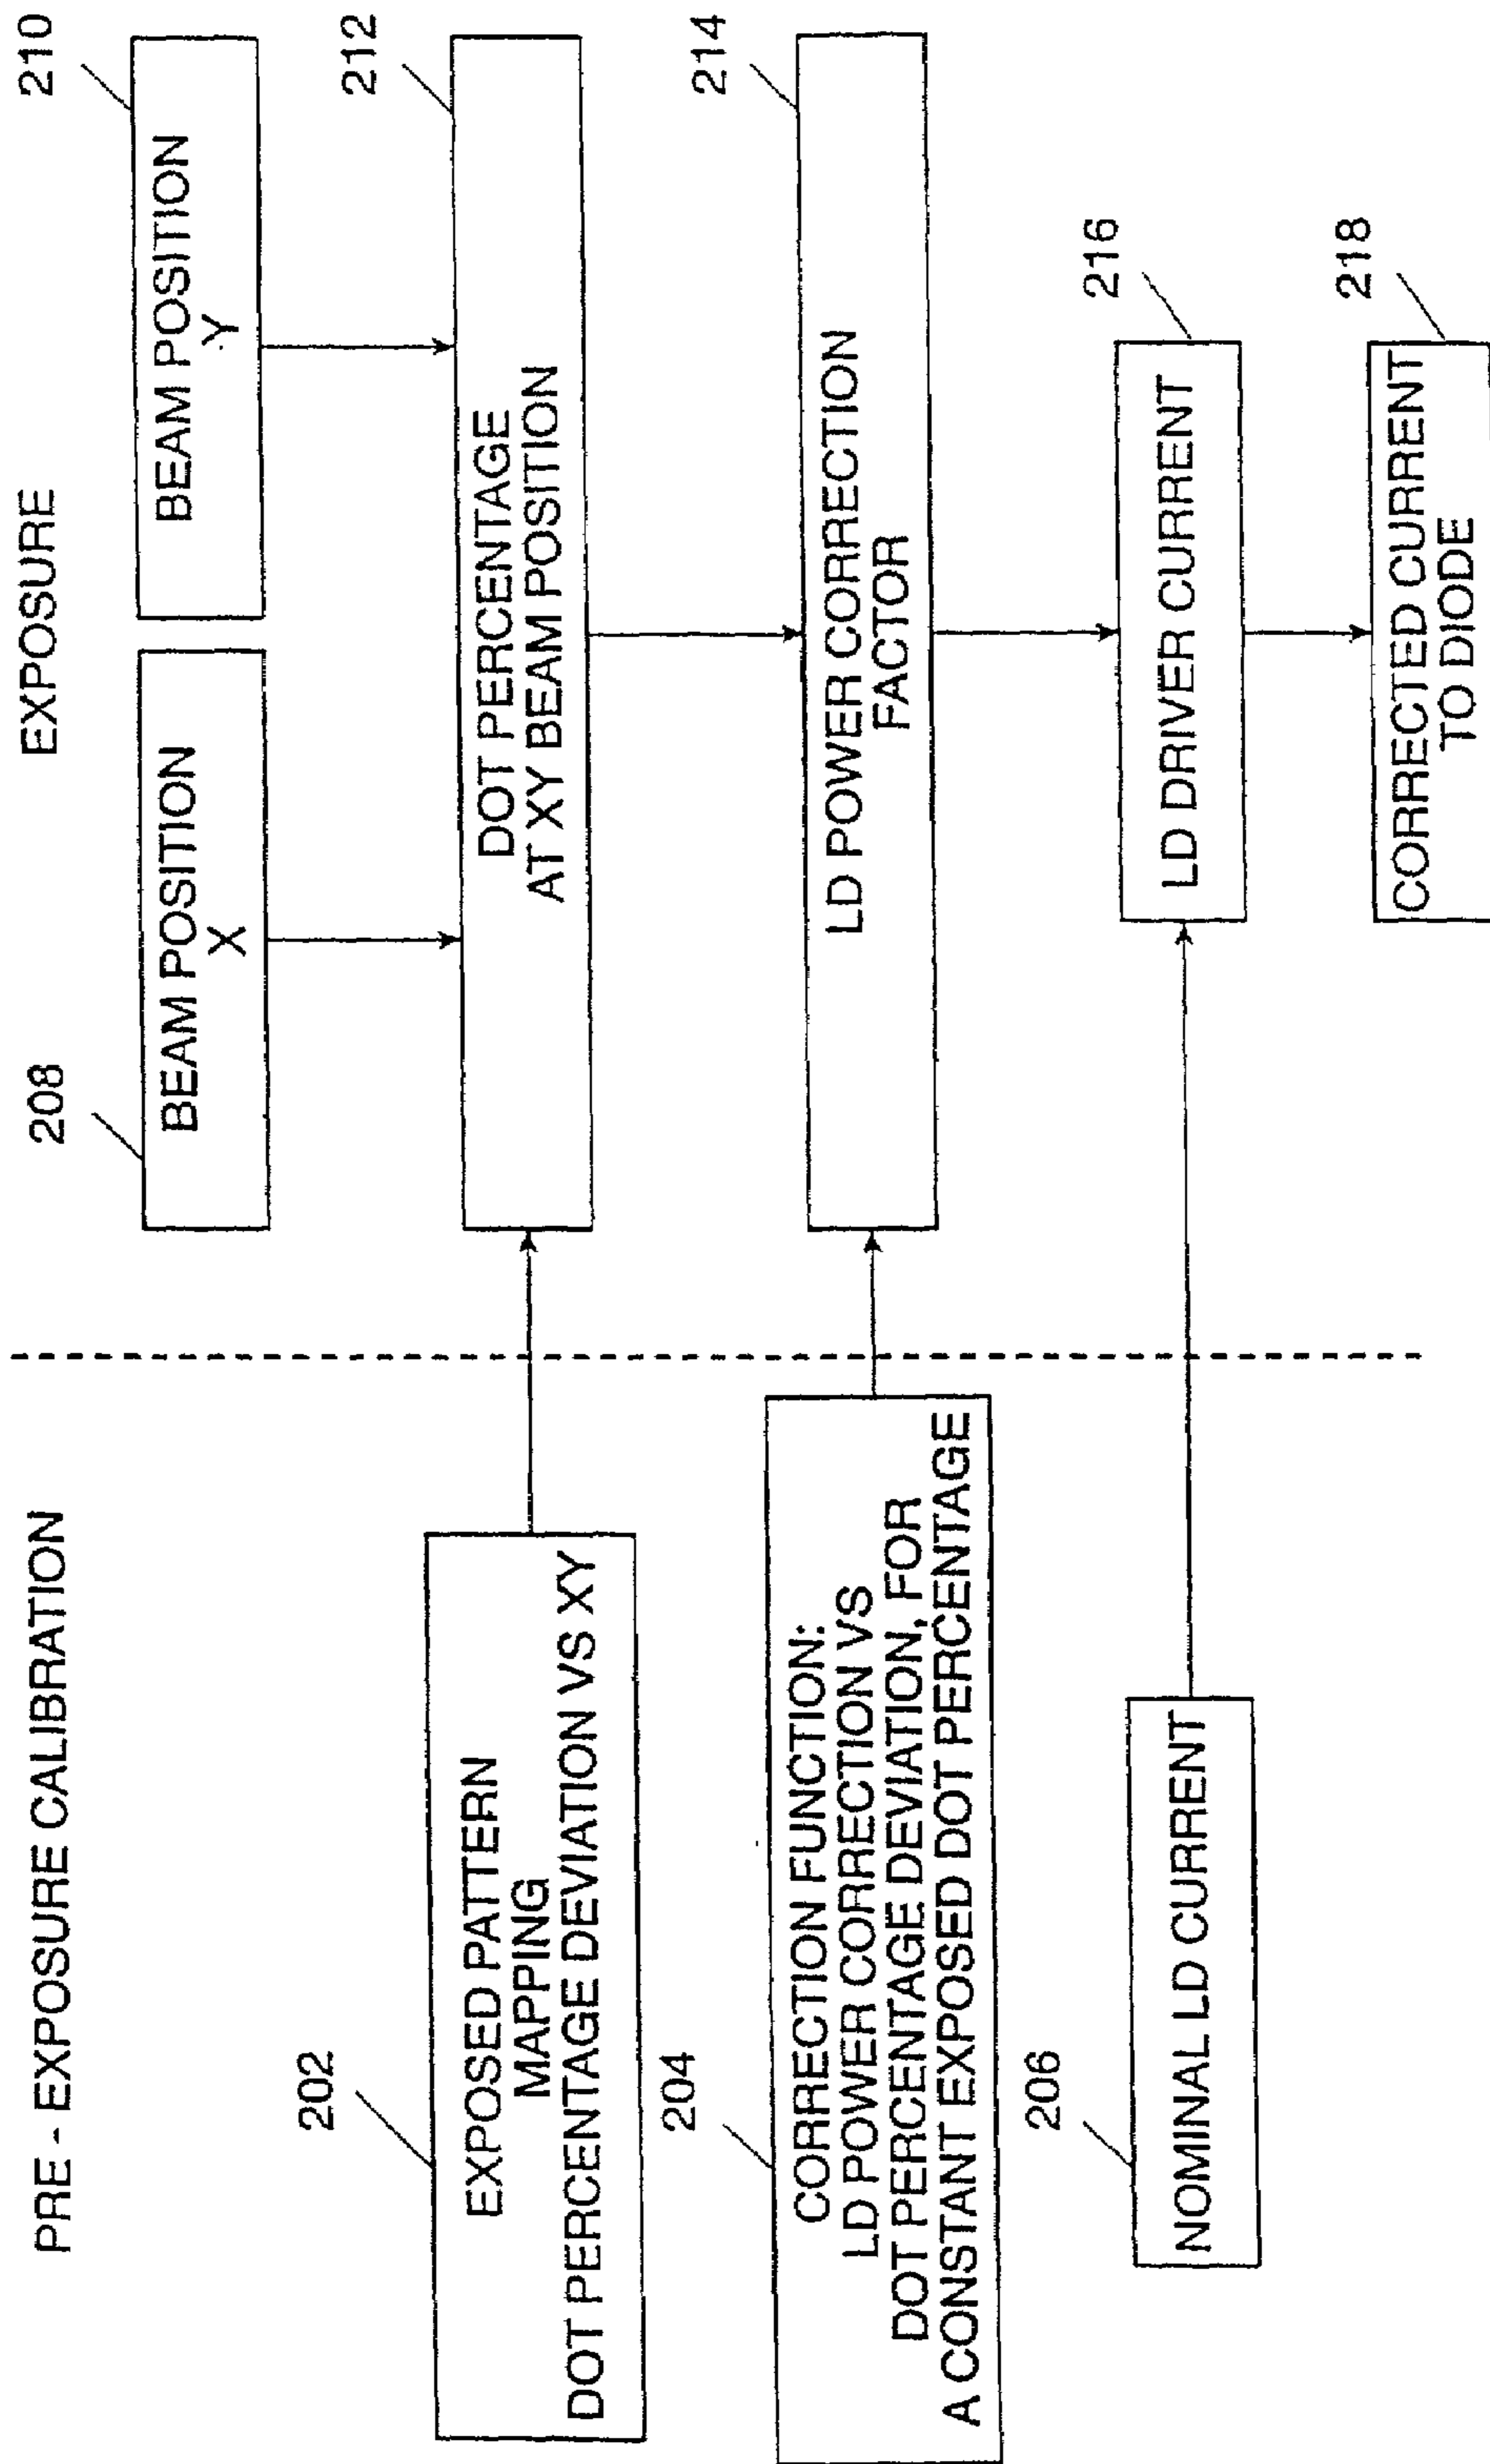 PRE - EXPOSURE CALIBRATION
202
EXPOSED PATTERN
MAPPING
DOT PERCENTAGE DEVIATION VS XY
204
CORRECTION FUNCTION:
LD POWER CORRECTION VS
DOT PERCENTAGE DEVIATION, FOR
A CONSTANT EXPOSED DOT PERCENTAGE
206
NOMINAL LD CURRENT
EXPOSURE
208
BEAM POSITION
X
210
BEAM POSITION
Y
212
DOT PERCENTAGE
AT XY BEAM POSITION
214
LD POWER CORRECTION
FACTOR
216
LD DRIVER CURRENT
218
CORRECTED CURRENT
TO DIODE